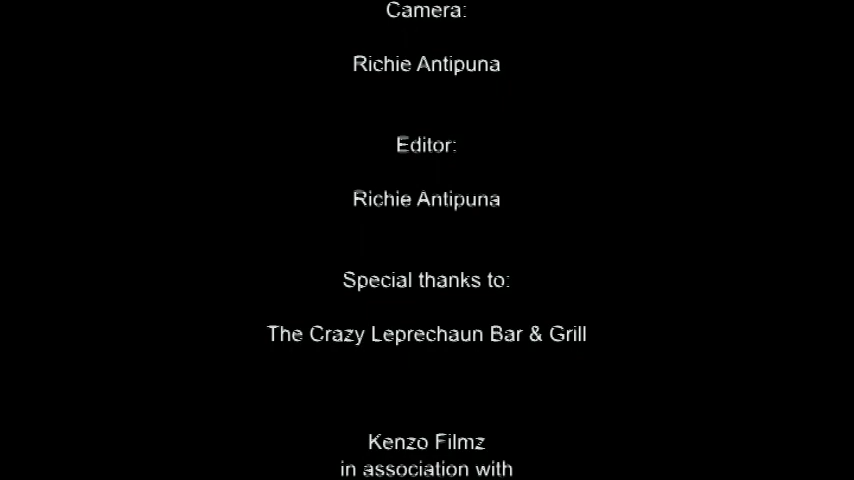 Camera:
Richie Antipuna
Editor:
Richie Antipuna
Special thanks to:
The Crazy Leprechaun Bar & Grill
Kenzo Filmz
in association with